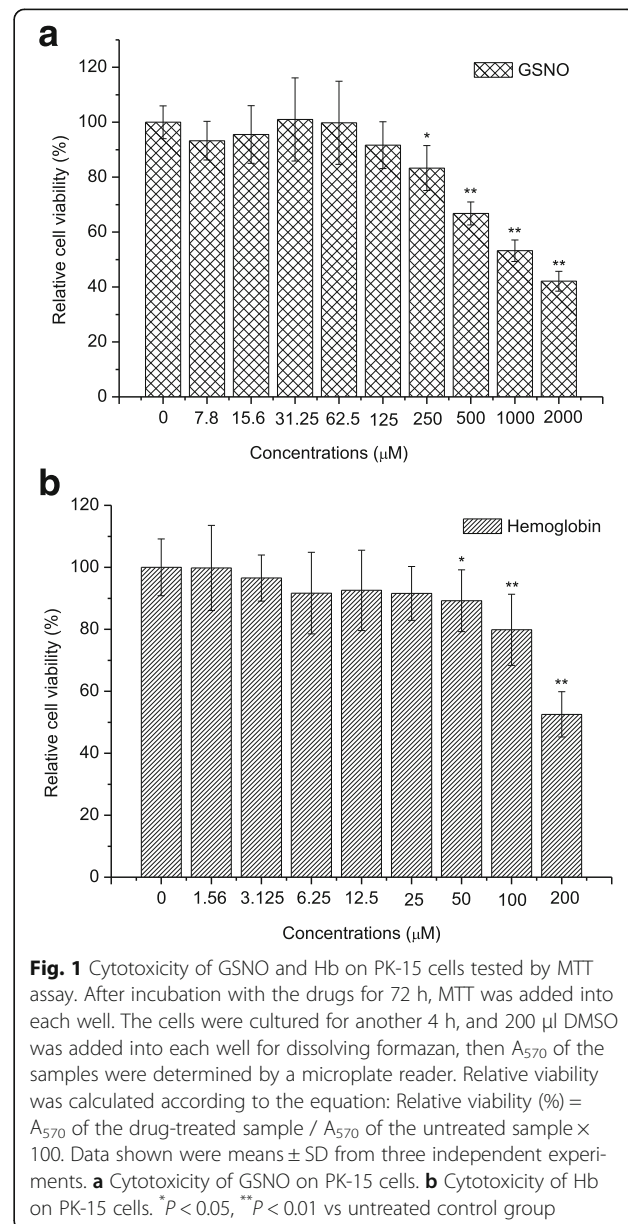 a
120
100
80
60
40
20
0
Relative cell viability (%)
GSNO
*
**
**
**
0 7.8 15.6 31.25 62.5 125 250 500 1000 2000
Concentrations (μM)
b
120
100
80
60
40
20
0
Relative cell viability (%)
Hemoglobin
*
**
**
0 1.56 3.125 6.25 12.5 25 50 100 200
Concentrations (μM)
Fig. 1 Cytotoxicity of GSNO and Hb on PK-15 cells tested by MTT
assay. After incubation with the drugs for 72 h, MTT was added into
each well. The cells were cultured for another 4 h, and 200 μl DMSO
was added into each well for dissolving formazan, then A570 of the
samples were determined by a microplate reader. Relative viability
was calculated according to the equation: Relative viability (%) =
A570 of the drug-treated sample / A570 of the untreated sample ×
100. Data shown were means ± SD from three independent experi-
ments. a Cytotoxicity of GSNO on PK-15 cells. b Cytotoxicity of Hb
on PK-15 cells. *P < 0.05, **P < 0.01 vs untreated control group